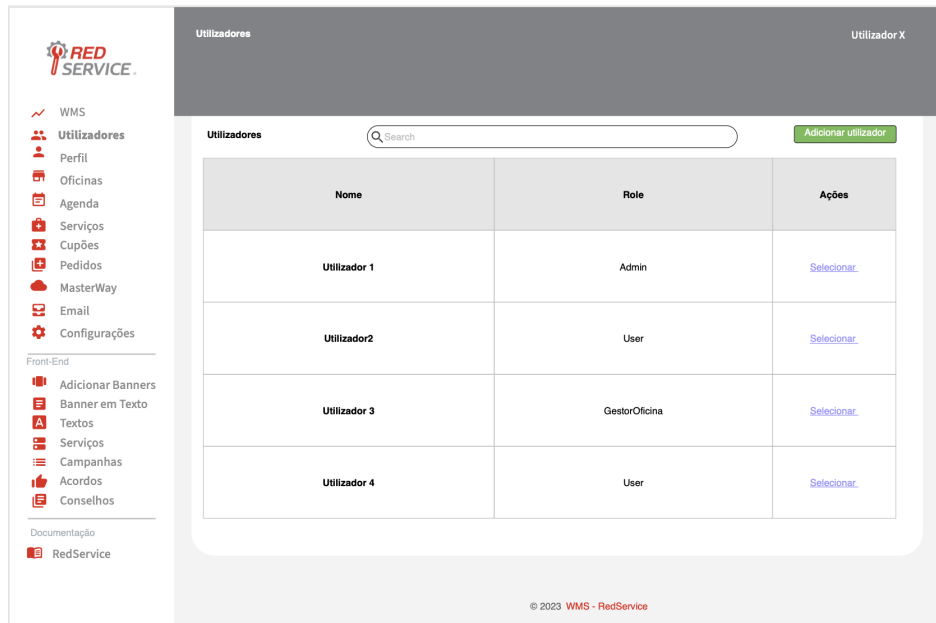 RED
SERVICE
WMS
Utilizadores
Perfil
Oficinas
Agenda
Serviços
Cupões
Pedidos
MasterWay
Email
Configurações
Front-End
Adicionar Banners
Banner em Texto
Textos
Serviços
Campanhas
Acordos
Conselhos
Documentação
RedService
Utilizadores
Utilizador X
Utilizadores
Search
Adicionar utilizador
Nome Role Ações
Utilizador 1 Admin Selecionar
Utilizador2 User Selecionar
Utilizador 3 GestorOficina Selecionar
Utilizador 4 User Selecionar
© 2023 WMS - RedService